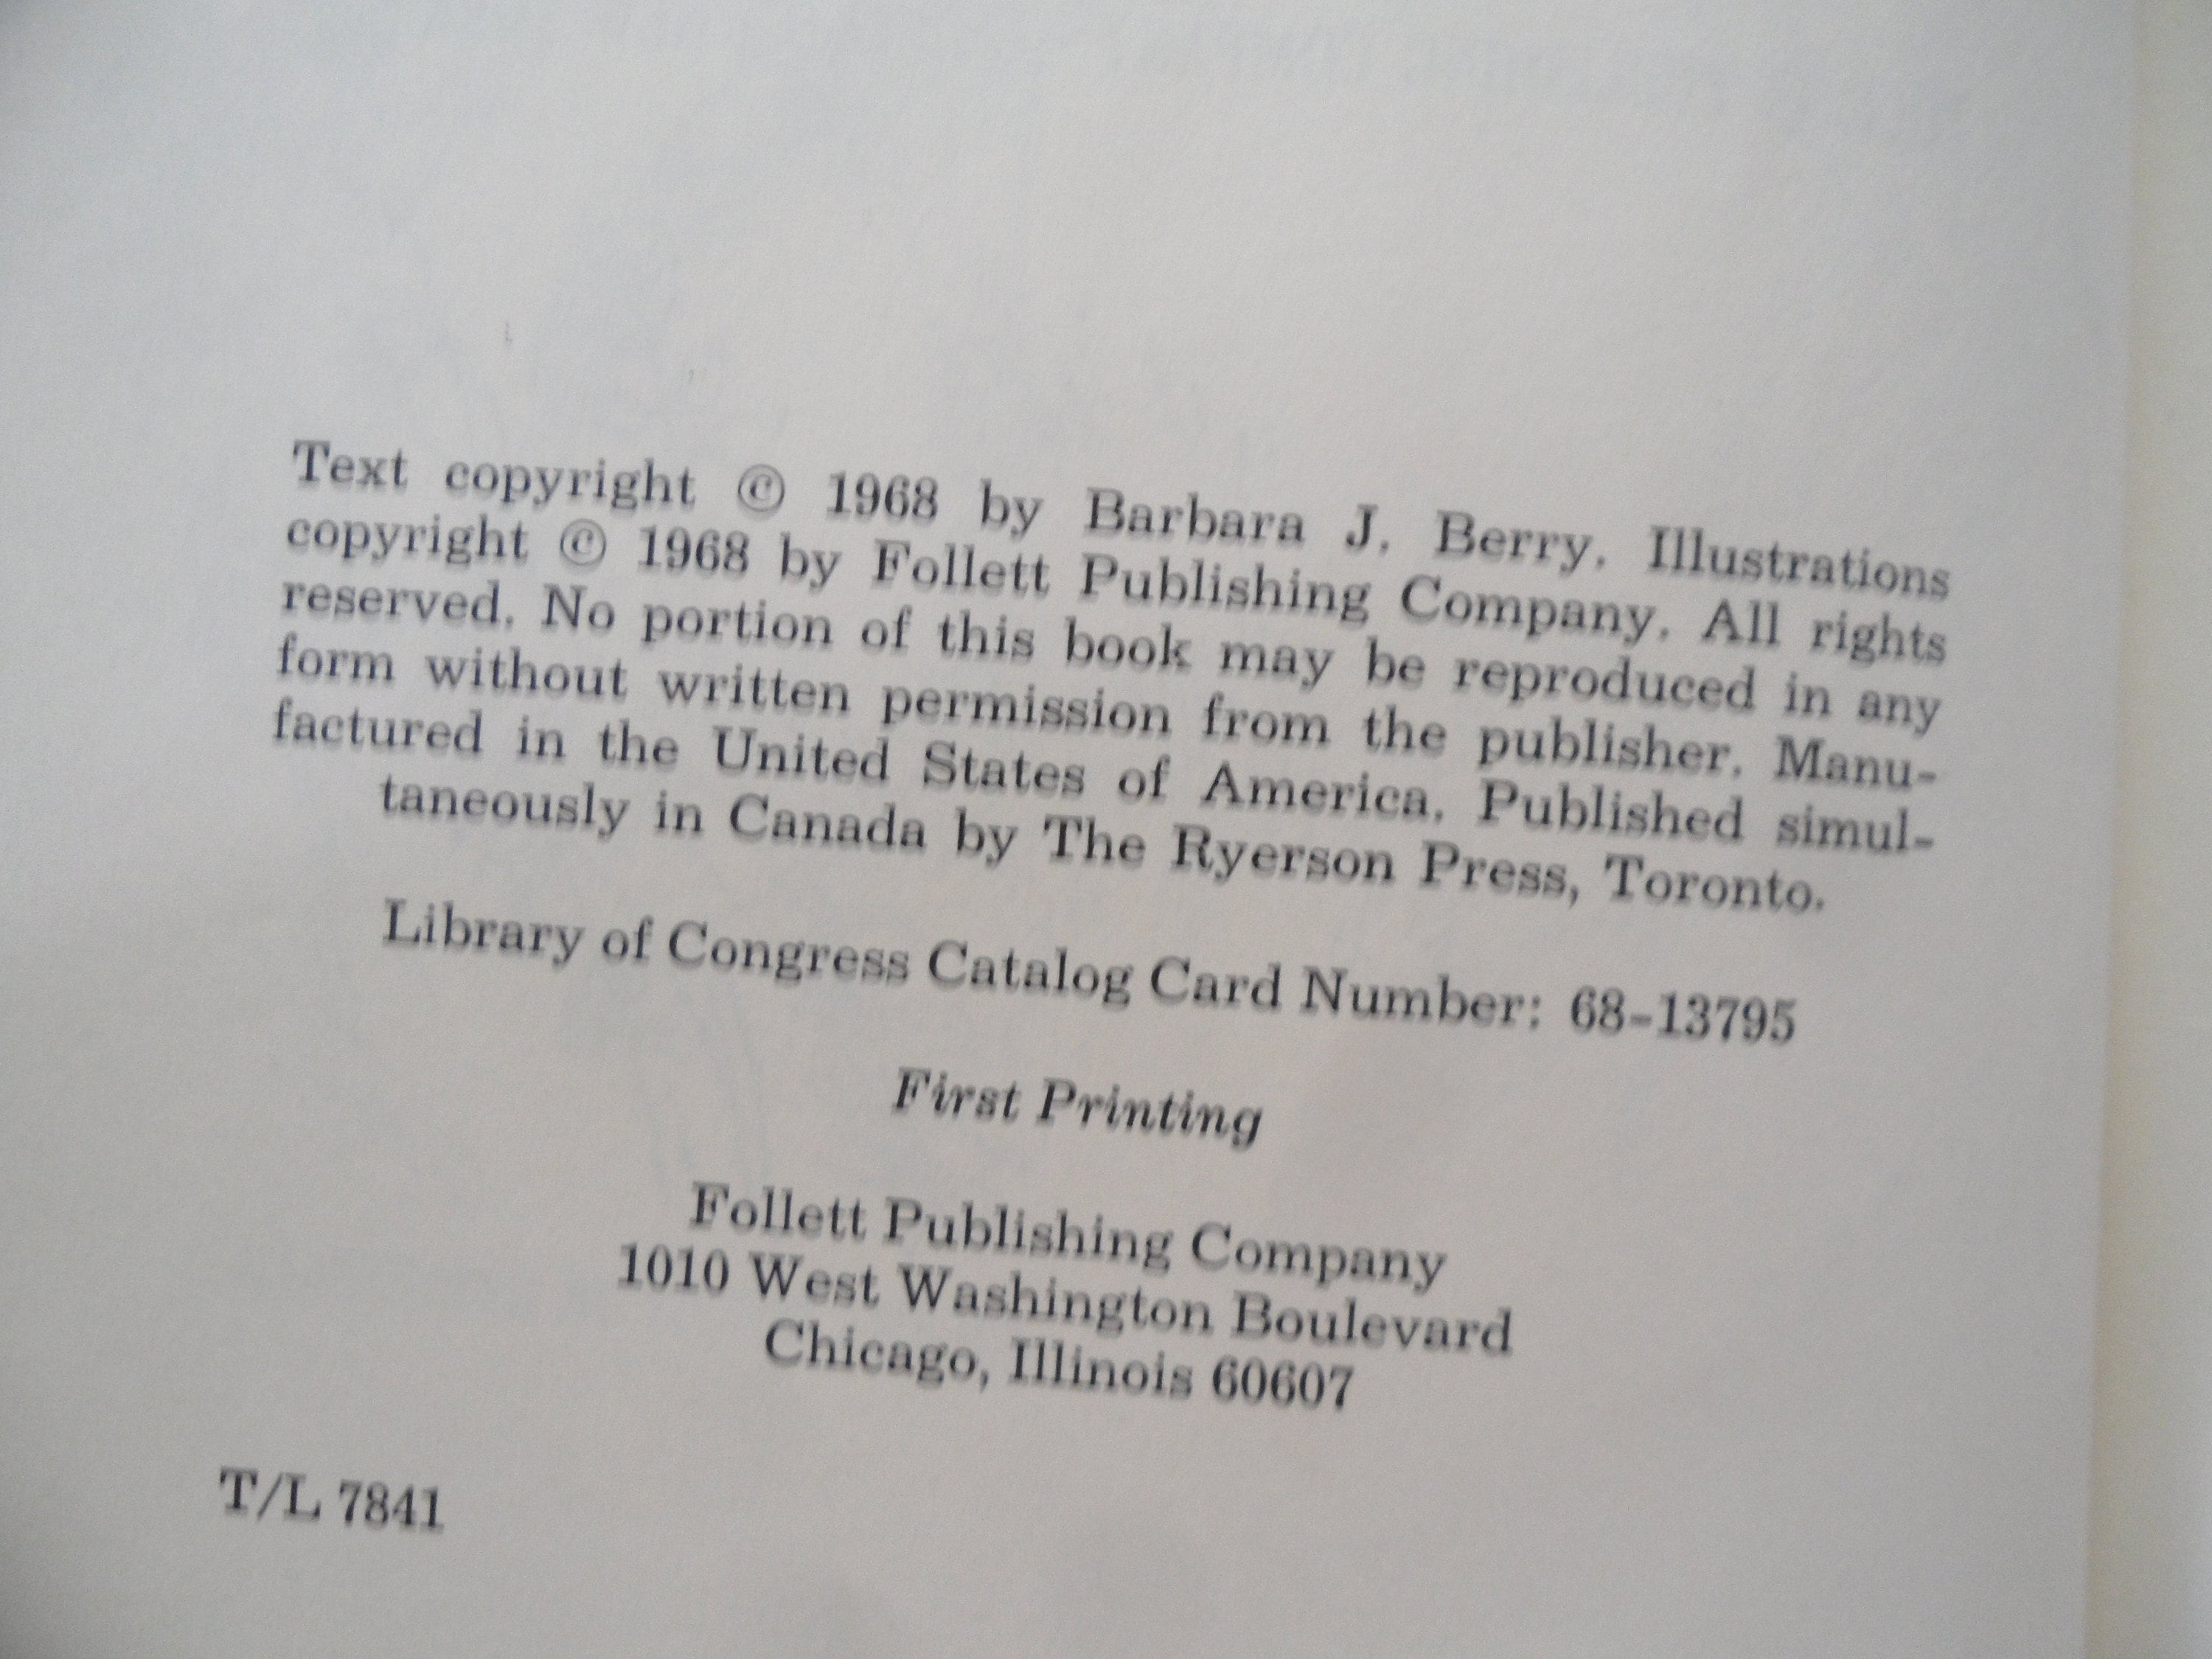 Text copyright © 1968 by Barbara J. Berry. Illustrations
copyright © 1968 by Follett Publishing Company. All rights
reserved. No portion of this book may be reproduced in any
form without written permission from the publisher. Manu-
factured in the United States of America. Published simul-
taneously in Canada by The Ryerson Press, Toronto.
Library of Congress Catalog Card Number: 68-13795
First Printing
Follett Publishing Company
1010 West Washington Boulevard
Chicago, Illinois 60607
T/L 7841